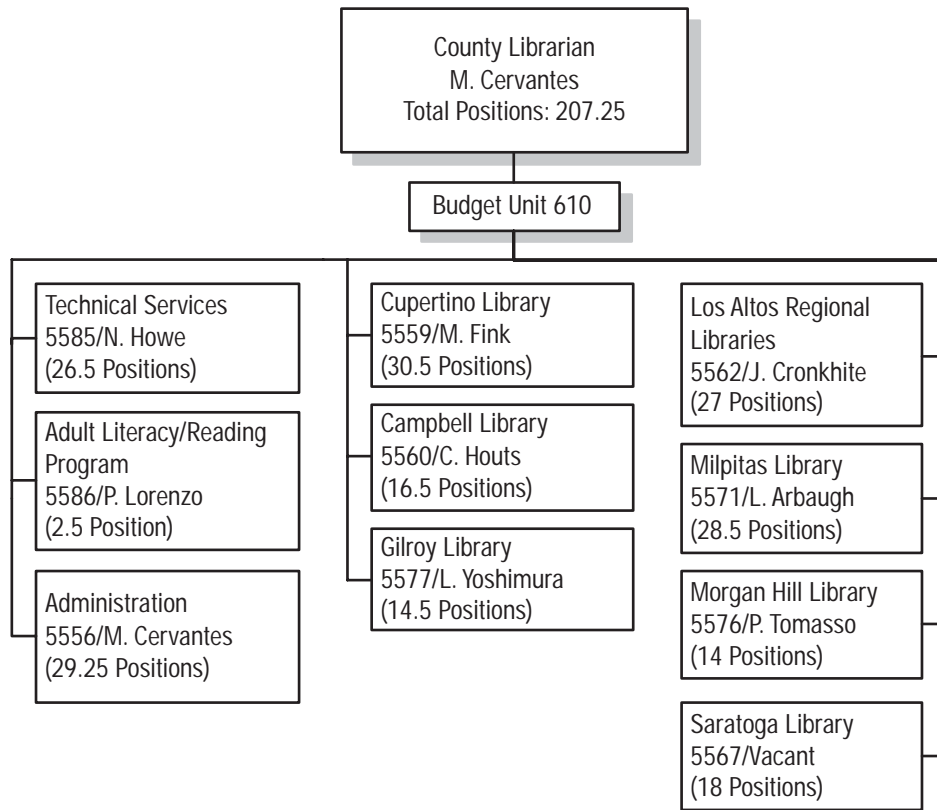 County Librarian
M. Cervantes
Total Positions: 207.25
Budget Unit 610
Technical Services
5585/N. Howe
(26.5 Positions)
Adult Literacy/Reading
Program
5586/P. Lorenzo
(2.5 Position)
Administration
5556/M. Cervantes
(29.25 Positions)
Cupertino Library
5559/M. Fink
(30.5 Positions)
Campbell Library
5560/C. Houts
(16.5 Positions)
Gilroy Library
5577/L. Yoshimura
(14.5 Positions)
Los Altos Regional
Libraries
5562/J. Cronkhite
(27 Positions)
Milpitas Library
5571/L. Arbaugh
(28.5 Positions)
Morgan Hill Library
5576/P. Tomasso
(14 Positions)
Saratoga Library
5567/Vacant
(18 Positions)